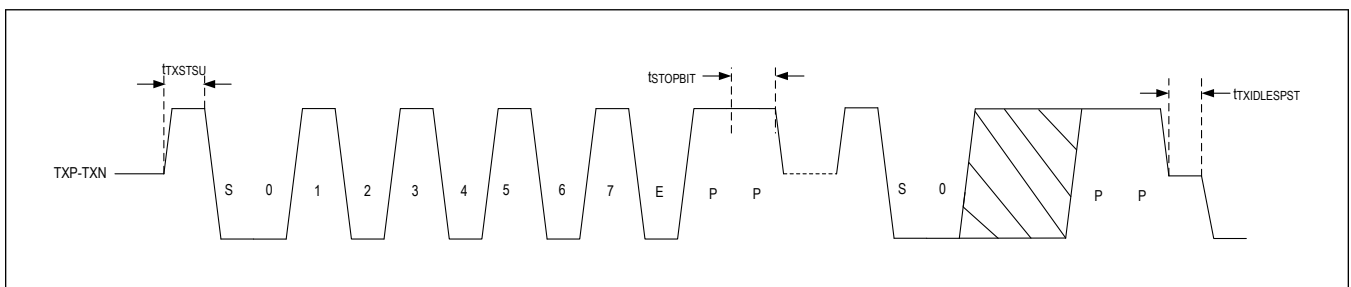 tTXSTSU
tSTOPBIT
tTXIDLESPST
TXP-TXN
S 0 1 2 3 4 5 6 7 E P P S 0 P P